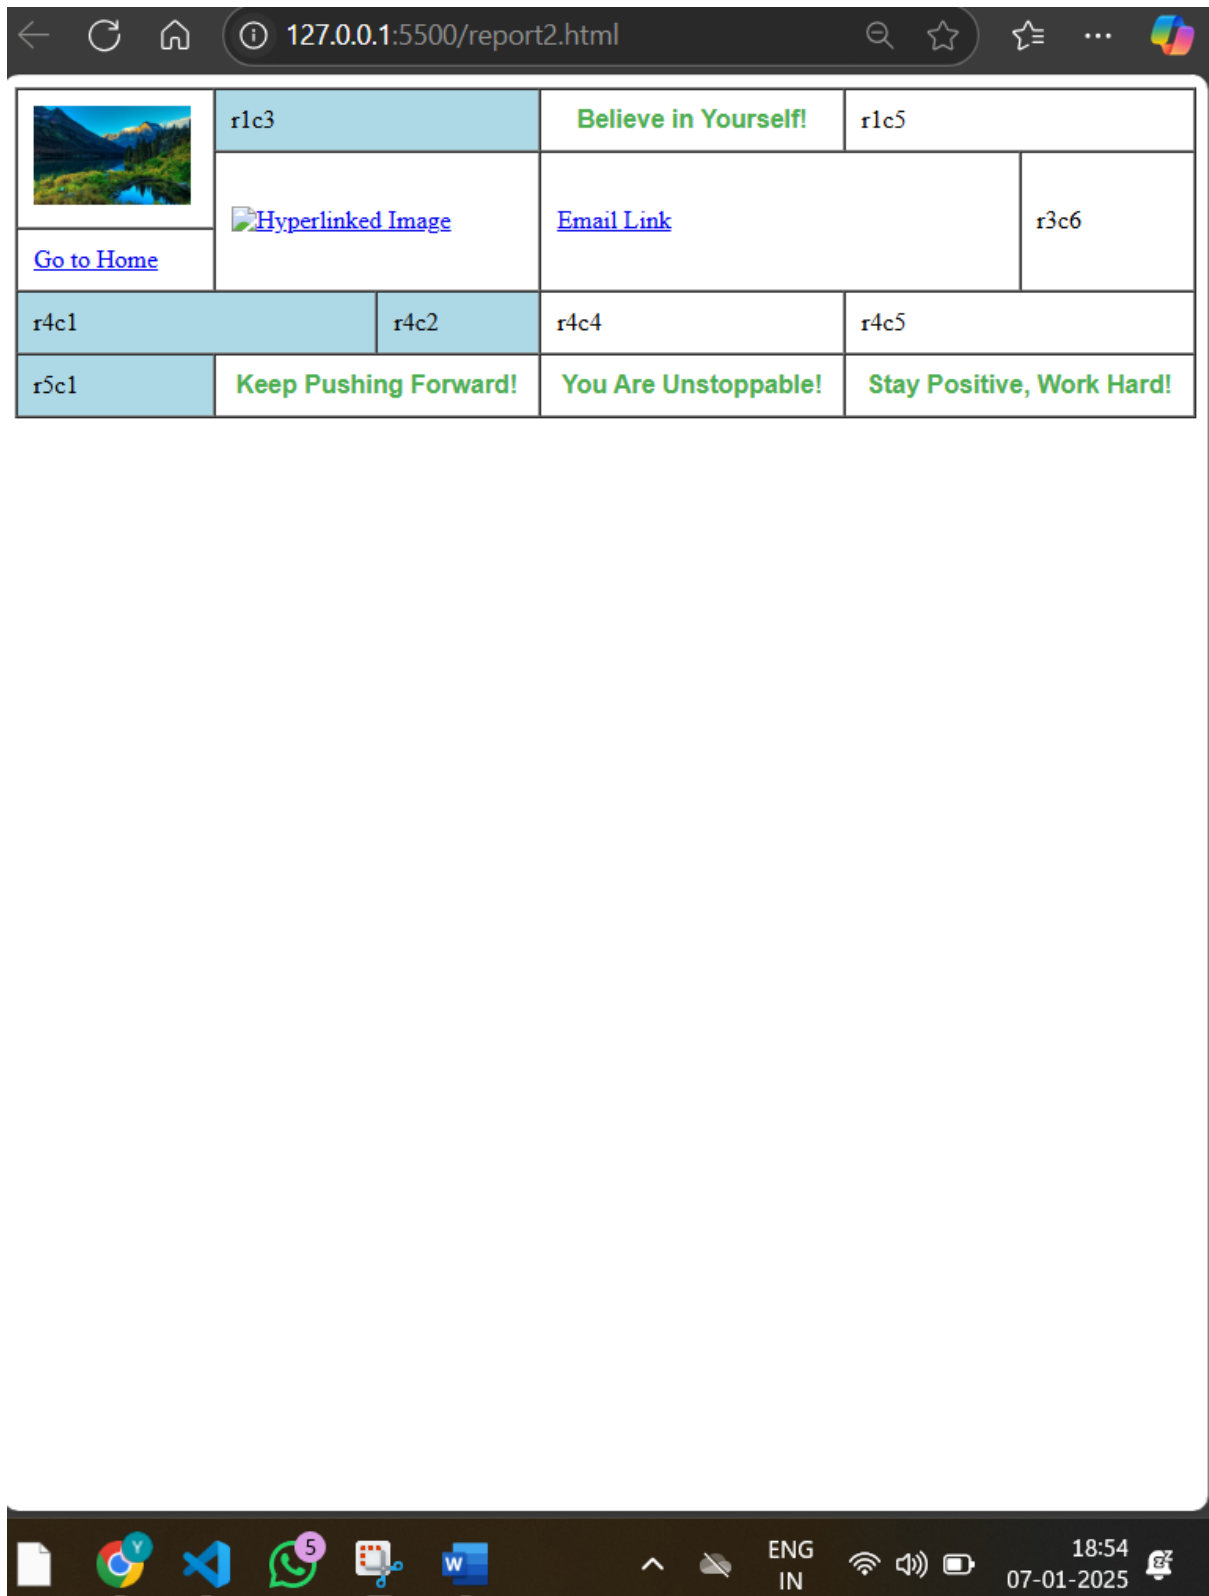 127.0.0.1:5500/report2.html
r1c3 Believe in Yourself! r1c5
Hyperlinked Image Email Link r3c6
Go to Home
r4c1 r4c2 r4c4 r4c5
r5c1 Keep Pushing Forward! You Are Unstoppable! Stay Positive, Work Hard!
Y 5 W ENG 18:54
IN 07-01-2025